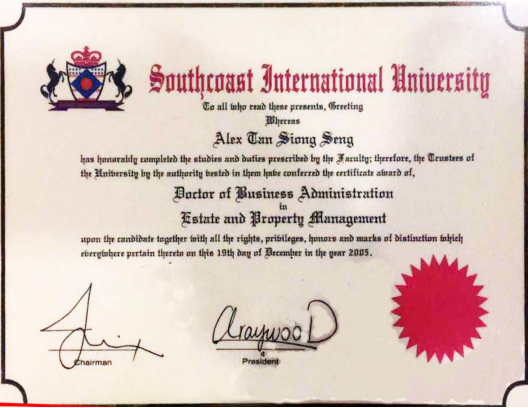 Southcoast International University
To all who read these presents, Greeting
Whereas
Alex Tan Siong Seng
has honorably completed the studies and duties prescribed by the Faculty; therefore, the Trustees of
the University by the authority vested in them have conferred the certificate award of,
Doctor of Business Administration
in
Estate and Property Management
upon the candidate together with all the rights, privileges, honors and marks of distinction which
everywhere pertain thereto on this 19th day of December in the year 2005.
Chairman
President